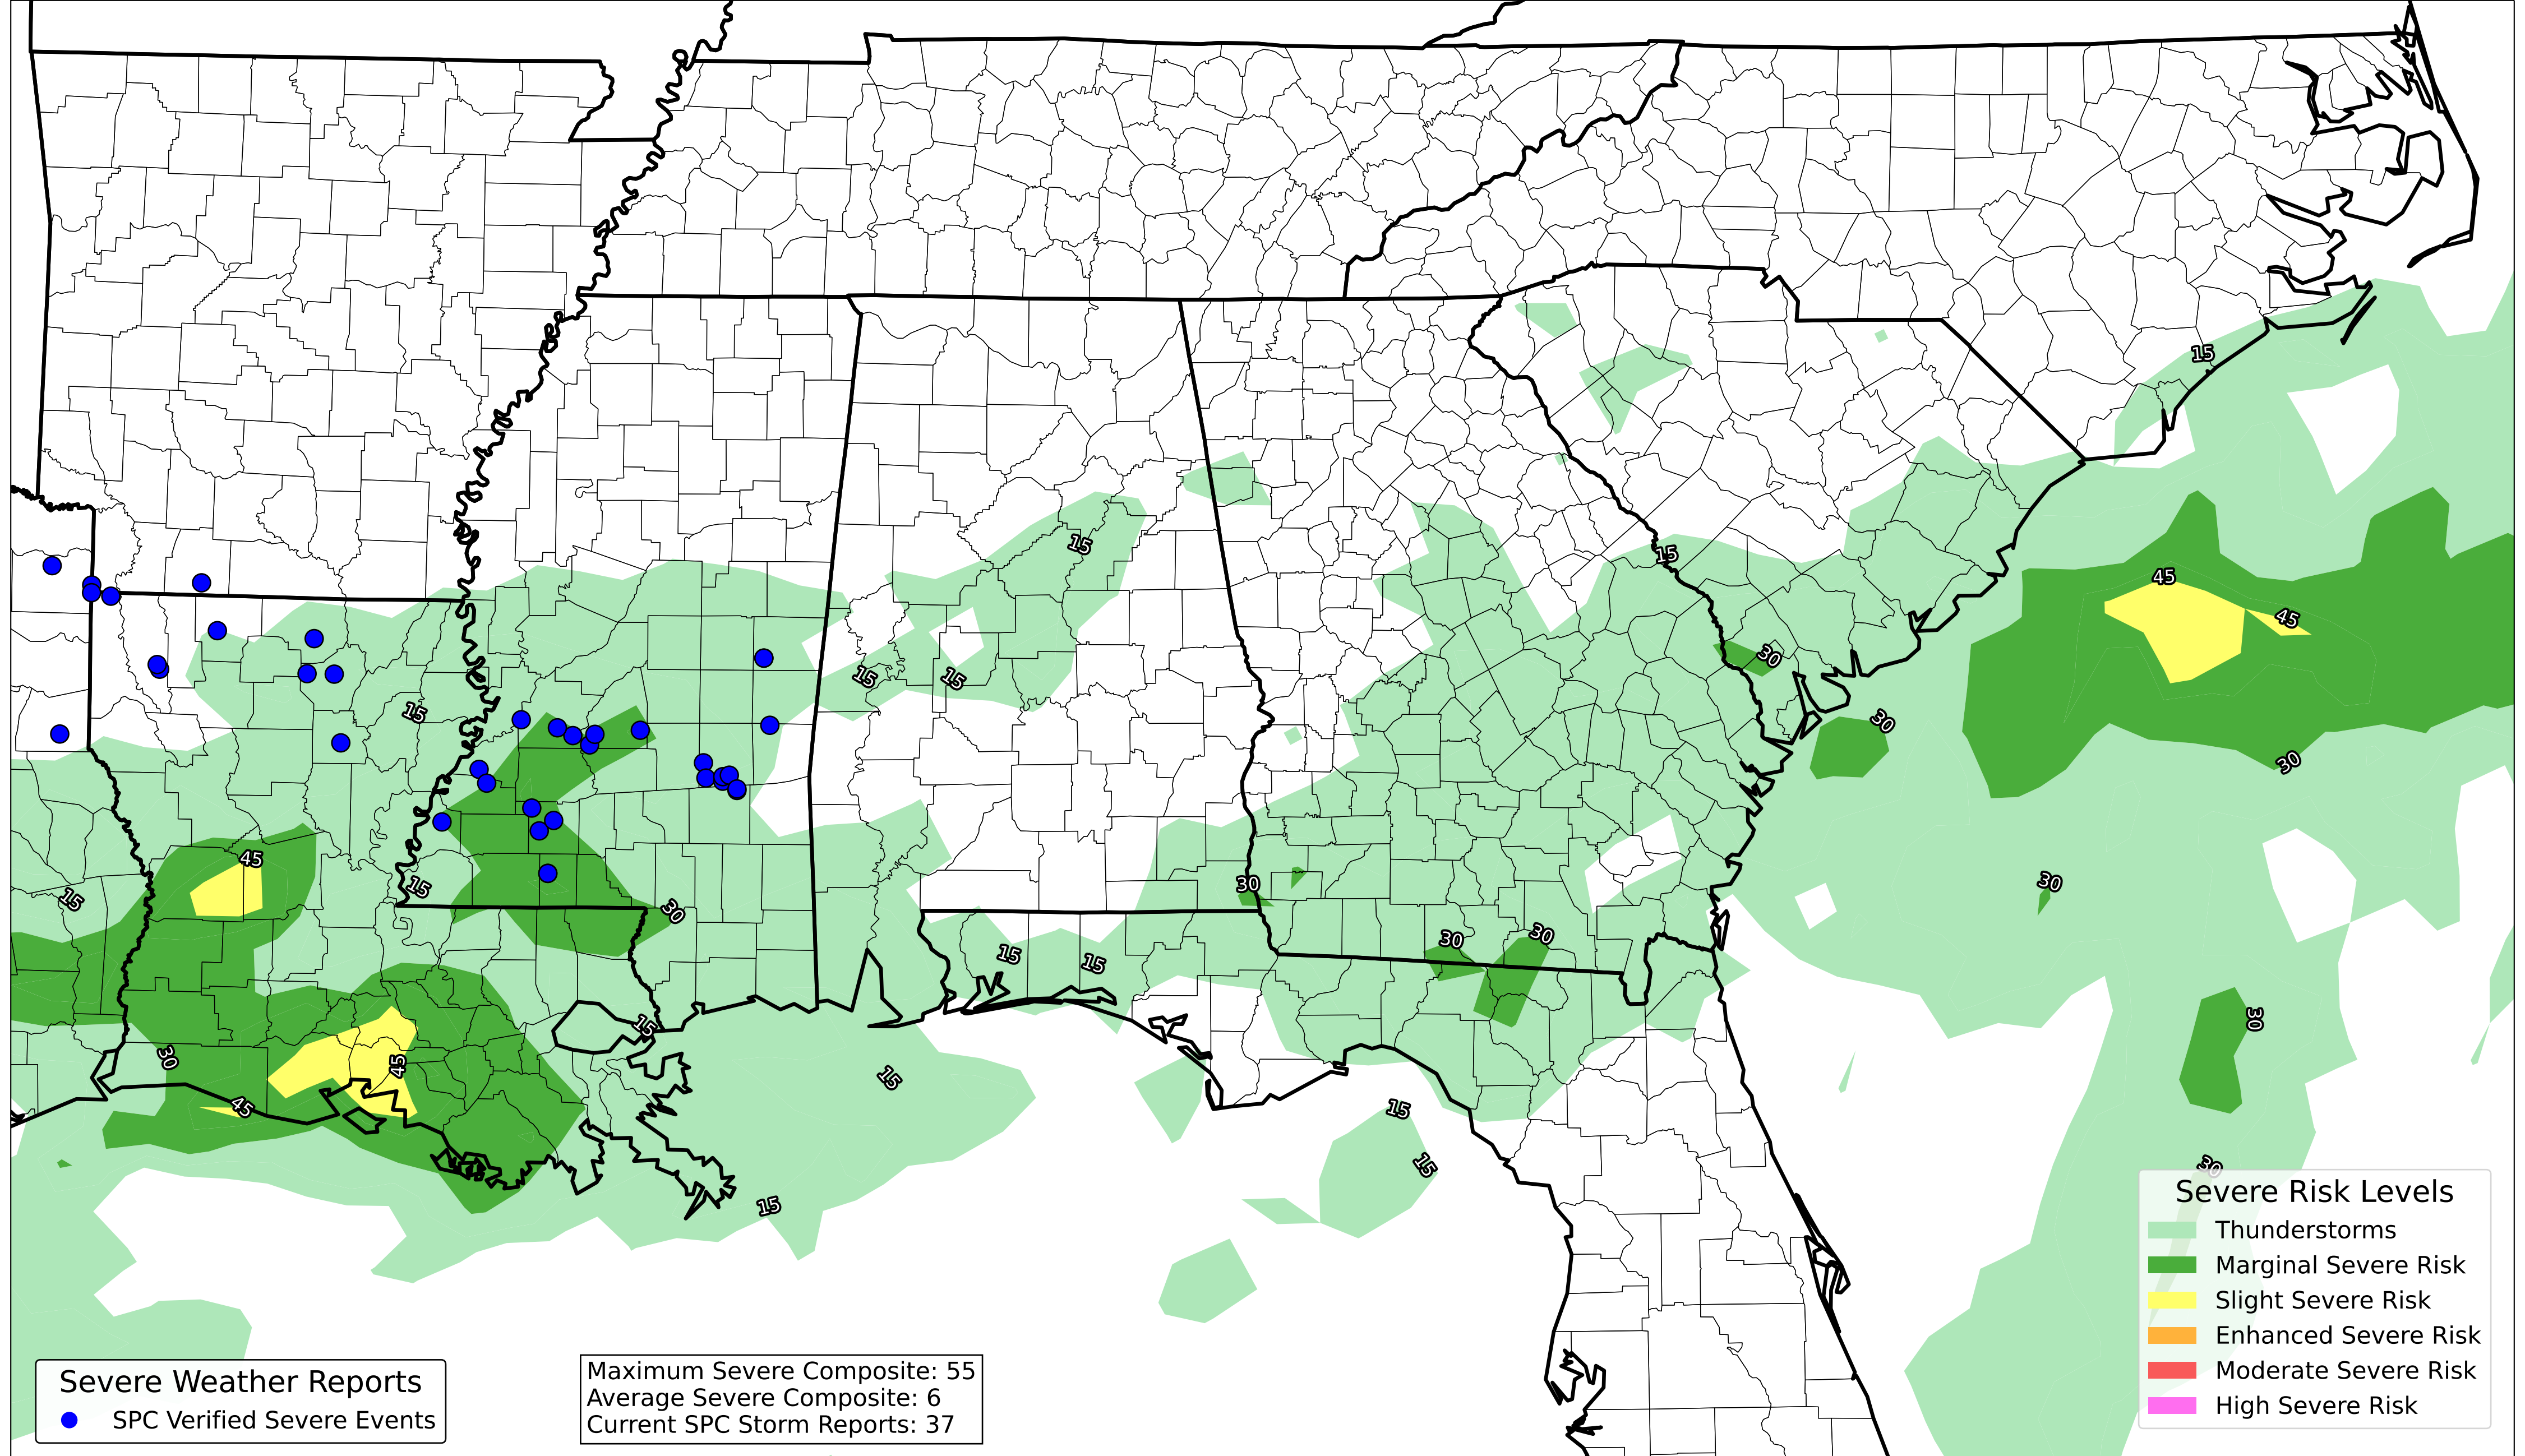 15
45
45
15
15
30
15
15
30
15
30
45
15
15
30
15
30
30
30
15
15
30
15
30
45
15
45
15
15
30
15
Severe Risk Levels
Thunderstorms
Marginal Severe Risk
Slight Severe Risk
Enhanced Severe Risk
Moderate Severe Risk
High Severe Risk
Severe Weather Reports
SPC Verified Severe Events
Maximum Severe Composite: 55
Average Severe Composite: 6
Current SPC Storm Reports: 37